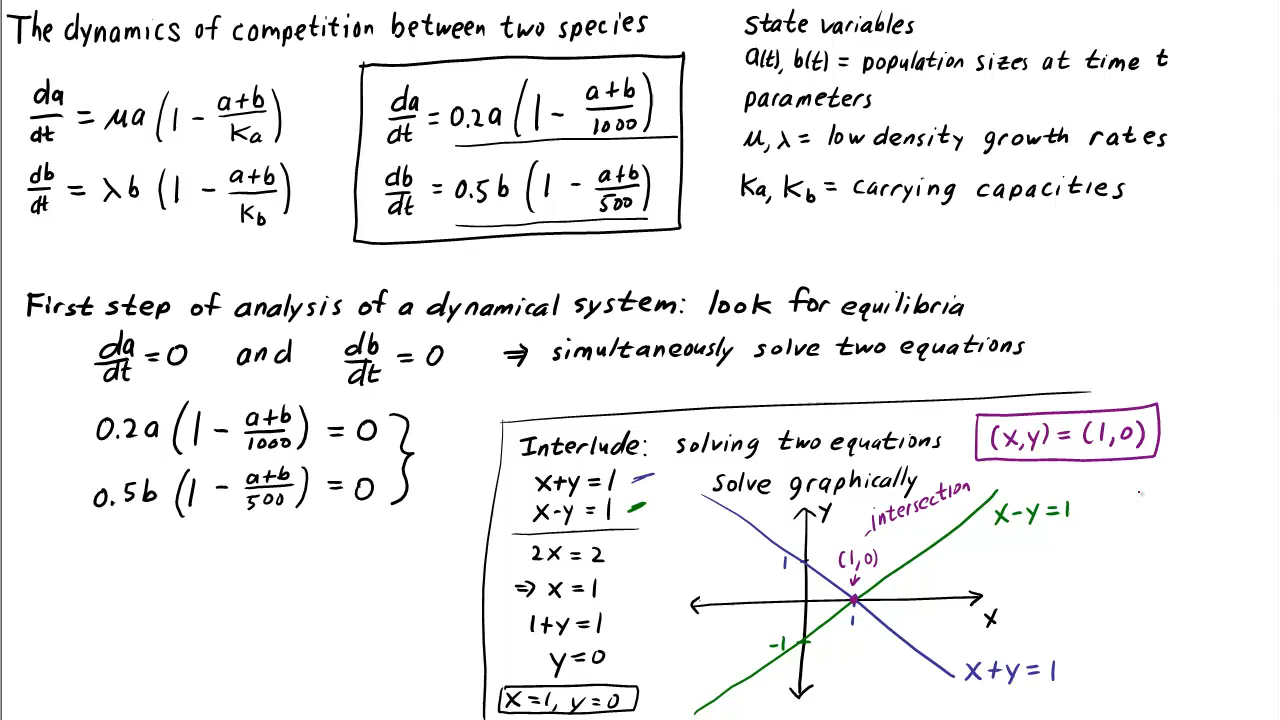 The dynamics of competition between two species
da/dt = μa (1 - (a+b)/Ka)
db/dt = λb (1 - (a+b)/Kb)
da/dt = 0.2a (1 - (a+b)/1000)
db/dt = 0.5b (1 - (a+b)/500)
State variables
a(t), b(t) = population sizes at time t
parameters
μ, λ = low density growth rates
Ka, Kb = carrying capacities
First step of analysis of a dynamical system: look for equilibria
da/dt = 0 and db/dt = 0 ⇒ simultaneously solve two equations
0.2a (1 - (a+b)/1000) = 0
0.5b (1 - (a+b)/500) = 0
Interlude: solving two equations
(x,y) = (1,0)
x+y = 1
x-y = 1
2x = 2
⇒ x = 1
1+y = 1
y = 0
x = 1, y = 0
solve graphically
y
intersection
x-y = 1
(1,0)
1
1
x
-1
x+y = 1